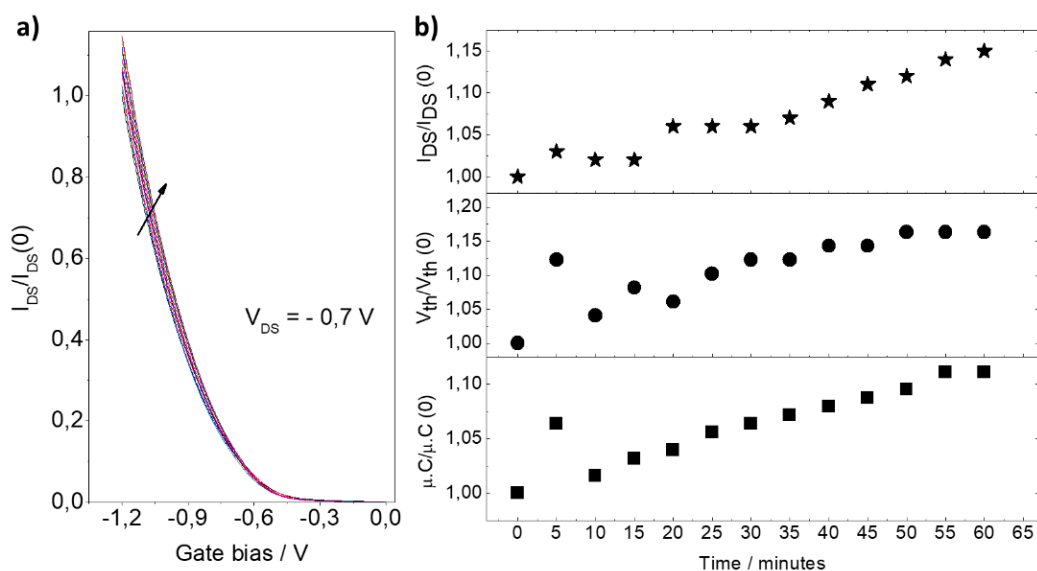 a)
I_DS/I_DS(0)
1,0
0,8
0,6
0,4
0,2
0,0
V_DS = - 0,7 V
-1,2 -0,9 -0,6 -0,3 0,0
Gate bias / V
b)
I_DS/I_DS (0)
1,15
1,10
1,05
1,00
V_th/V_th (0)
1,20
1,15
1,10
1,05
1,00
μ.C/μ.C (0)
1,10
1,05
1,00
0 5 10 15 20 25 30 35 40 45 50 55 60 65
Time / minutes